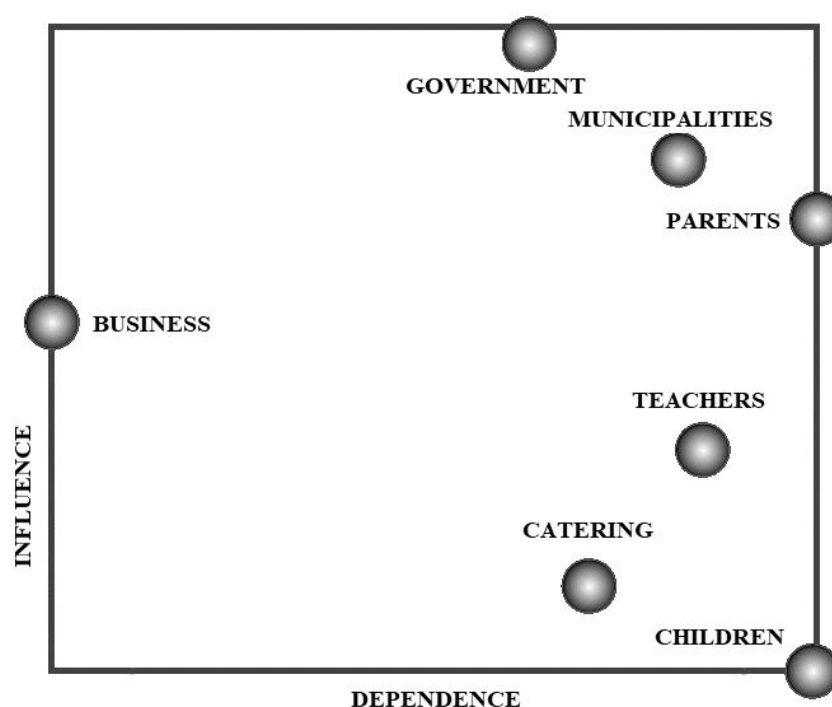 GOVERNMENT
MUNICIPALITIES
PARENTS
BUSINESS
TEACHERS
INFLUENCE
CATERING
CHILDREN
DEPENDENCE